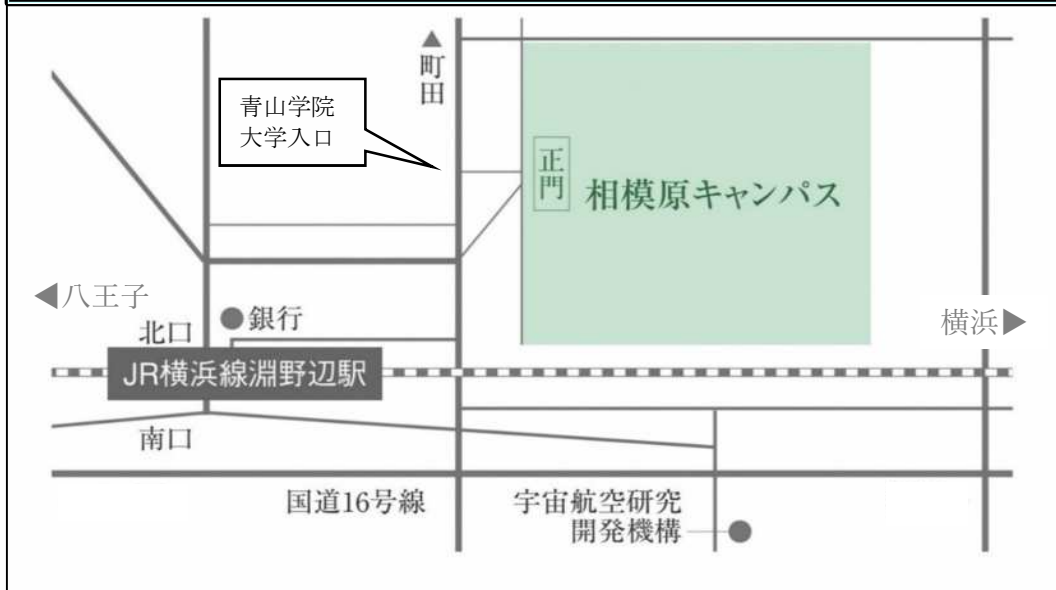 ▲町田
青山学院
大学入口
正門
相模原キャンパス
◀八王子
横浜▶
北口
●銀行
JR横浜線淵野辺駅
南口
国道16号線
宇宙航空研究
開発機構